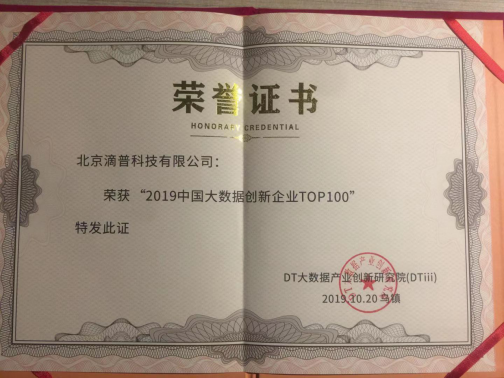 荣誉证书
HONORARY CREDENTIAL
北京滴普科技有限公司：
荣获“2019中国大数据创新企业TOP100”
特发此证
DT大数据产业创新研究院(DTiii)
2019.10.20 乌镇